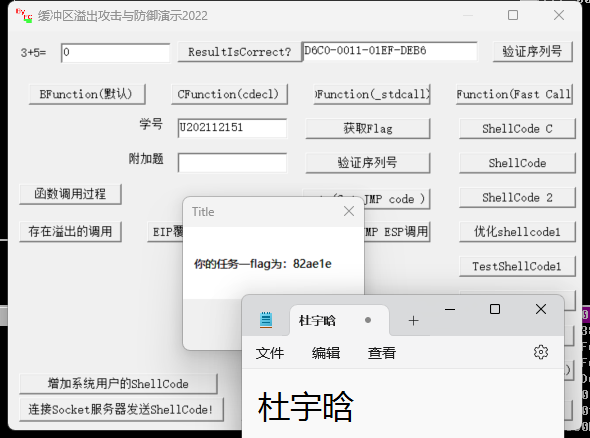 缓冲区溢出攻击与防御演示2022
3+5= 0 ResultIsCorrect? D6C0-0011-01EF-DEB6 验证序列号
BFunction(默认) CFunction(cdecl) Function(_stdcall) Function(Fast Call
学号 U202112151 获取Flag ShellCode C
附加题 验证序列号 ShellCode
函数调用过程 JMP code ) ShellCode 2
存在溢出的调用 EIP覆 MP ESP调用 优化shellcode1
TestShellCode1
Title
你的任务一flag为: 82ae1e
杜宇晗
文件 编辑 查看
杜宇晗
增加系统用户的ShellCode
连接Socket服务器发送ShellCode!